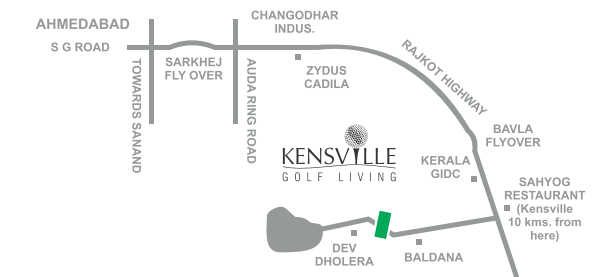 AHMEDABAD
S G ROAD
CHANGODHAR
INDUS.
SARKHEJ
FLY OVER
TOWARDS SANAND
AUDA RING ROAD
ZYDUS
CADILA
RAJKOT HIGHWAY
BAVLA
FLYOVER
KENSVILLE
GOLF LIVING
KERALA
GIDC
SAHYOG
RESTAURANT
(Kensville
10 kms. from
here)
DEV
DHOLERA
BALDANA